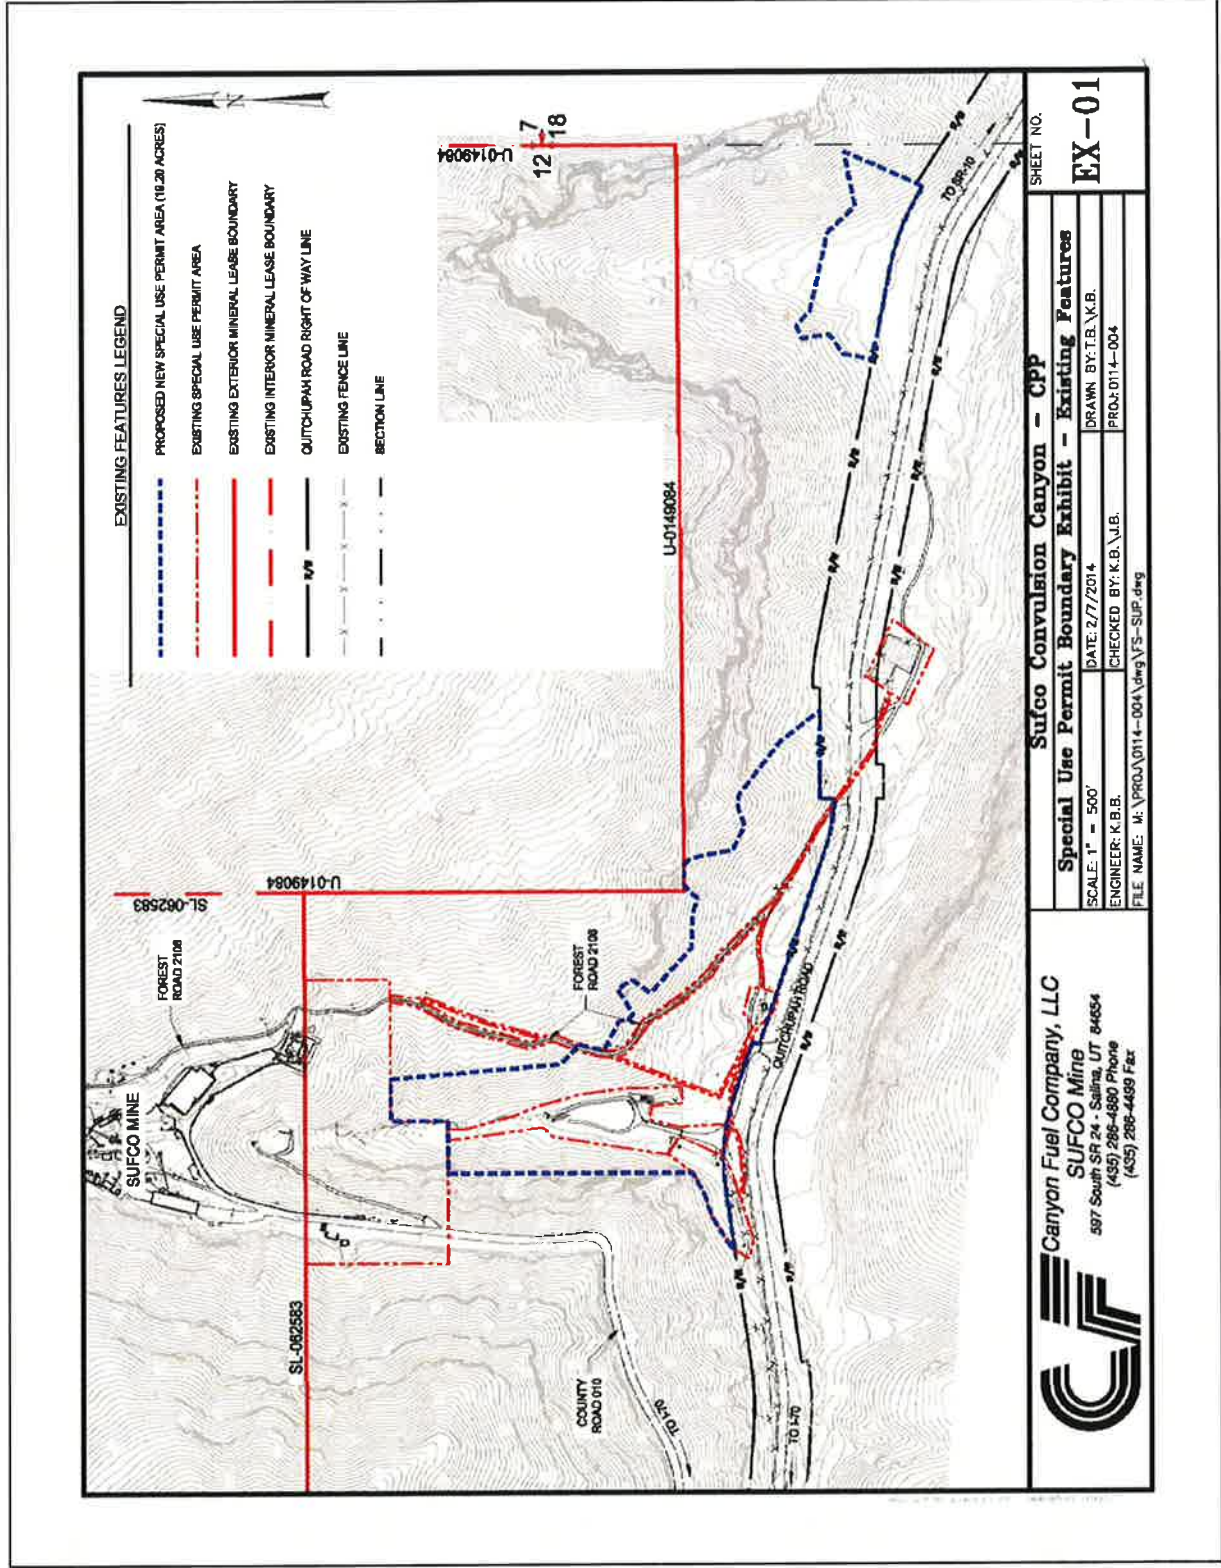 EXISTING FEATURES LEGEND
PROPOSED NEW SPECIAL USE PERMIT AREA (19.20 ACRES)
EXISTING SPECIAL USE PERMIT AREA
EXISTING EXTERIOR MINERAL LEASE BOUNDARY
EXISTING INTERIOR MINERAL LEASE BOUNDARY
R/W
QUITCHUPAH ROAD RIGHT OF WAY LINE
EXISTING FENCE LINE
SECTION LINE
N
SUFCO MINE
FOREST
ROAD 2108
SL-062583
U-0149084
SL-062583
U-0149084
U-0149084
12
7
18
FOREST
ROAD 2108
COUNTY
ROAD 010
TO I-70
TO I-70
QUITCHUPAH ROAD
TO SR-10
R/W
R/W
R/W
R/W
R/W
R/W
R/W
R/W
R/W
R/W
R/W
R/W
R/W
R/W
Canyon Fuel Company, LLC
SUFCO Mine
597 South SR 24 - Salina, UT 84654
(435) 286-4880 Phone
(435) 286-4499 Fax
Sufco Convulsion Canyon - CPP
Special Use Permit Boundary Exhibit - Existing Features
SCALE: 1" = 500'
DATE: 2/7/2014
DRAWN BY: T.B.\K.B.
ENGINEER: K.B.B.
CHECKED BY: K.B.\J.B.
PROJ: 0114-004
FILE NAME: M:\PROJ\0114-004\dwg\FS-SUP.dwg
SHEET NO.
EX-01